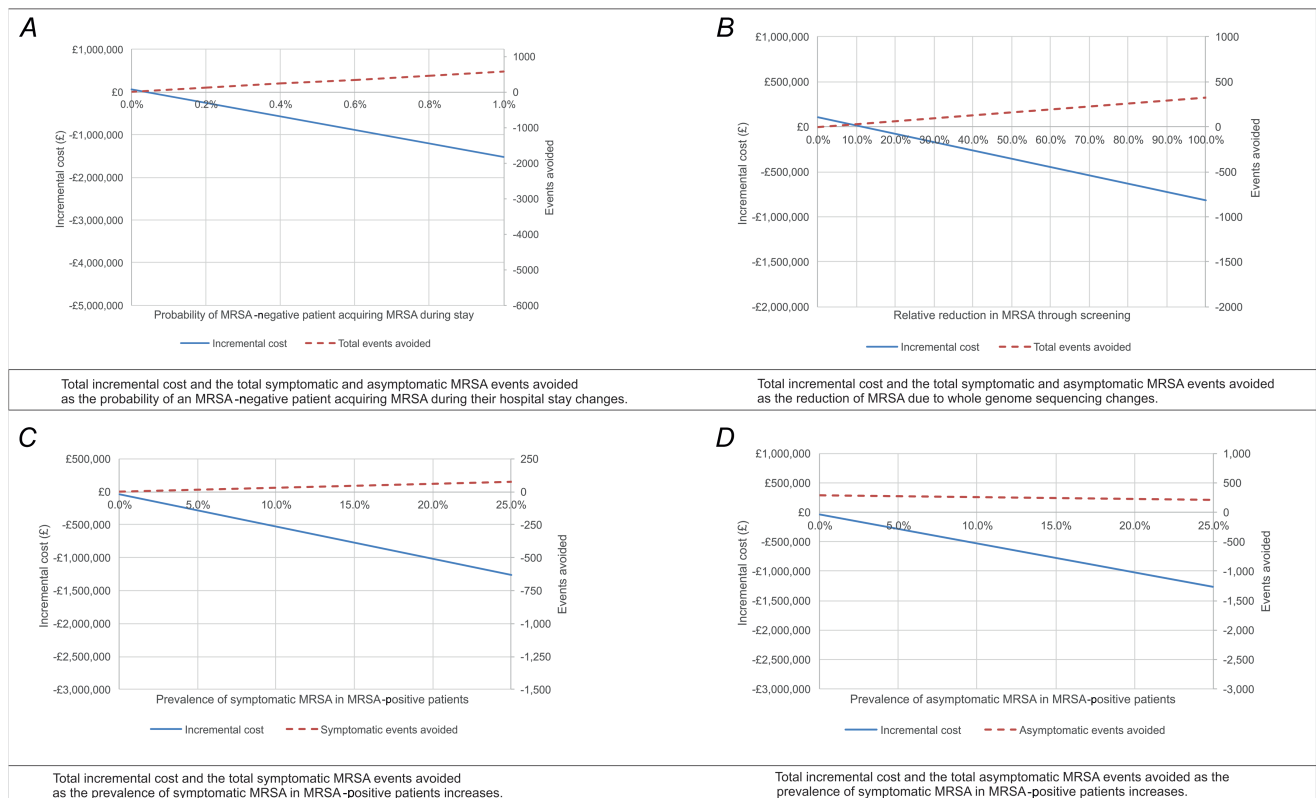 A
£1,000,000
£0
-£1,000,000
-£2,000,000
-£3,000,000
-£4,000,000
-£5,000,000
Incremental cost (£)
0.0%
0.2%
0.4%
0.6%
0.8%
1.0%
1000
0
-1000
-2000
-3000
-4000
-5000
-6000
Events avoided
Probability of MRSA-negative patient acquiring MRSA during stay
Incremental cost
Total events avoided
Total incremental cost and the total symptomatic and asymptomatic MRSA events avoided
as the probability of an MRSA-negative patient acquiring MRSA during their hospital stay changes.
B
£1,000,000
£500,000
£0
-£500,000
-£1,000,000
-£1,500,000
-£2,000,000
Incremental cost (£)
0.0%
10.0%
20.0%
30.0%
40.0%
50.0%
60.0%
70.0%
80.0%
90.0%
100.0%
1000
500
0
-500
-1000
-1500
-2000
Events avoided
Relative reduction in MRSA through screening
Incremental cost
Total events avoided
Total incremental cost and the total symptomatic and asymptomatic MRSA events avoided
as the reduction of MRSA due to whole genome sequencing changes.
C
£500,000
£0
-£500,000
-£1,000,000
-£1,500,000
-£2,000,000
-£2,500,000
-£3,000,000
Incremental cost (£)
0.0%
5.0%
10.0%
15.0%
20.0%
25.0%
250
0
-250
-500
-750
-1,000
-1,250
-1,500
Events avoided
Prevalence of symptomatic MRSA in MRSA-positive patients
Incremental cost
Symptomatic events avoided
Total incremental cost and the total symptomatic MRSA events avoided
as the prevalence of symptomatic MRSA in MRSA-positive patients increases.
D
£1,000,000
£500,000
£0
-£500,000
-£1,000,000
-£1,500,000
-£2,000,000
-£2,500,000
-£3,000,000
Incremental cost (£)
0.0%
5.0%
10.0%
15.0%
20.0%
25.0%
1,000
500
0
-500
-1,000
-1,500
-2,000
-2,500
-3,000
Events avoided
Prevalence of asymptomatic MRSA in MRSA-positive patients
Incremental cost
Asymptomatic events avoided
Total incremental cost and the total asymptomatic MRSA events avoided as the
prevalence of symptomatic MRSA in MRSA-positive patients increases.